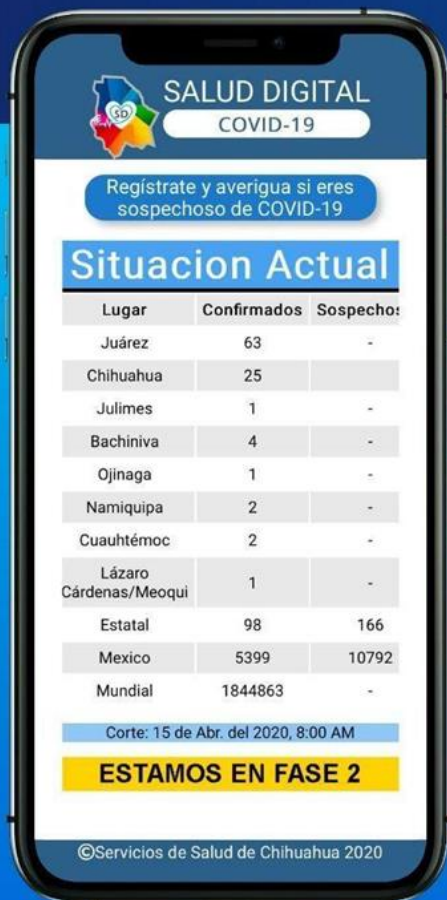 SD
SALUD DIGITAL
COVID-19
Regístrate y averigua si eres
sospechoso de COVID-19
Situacion Actual
Lugar Confirmados Sospechos
Juárez 63 -
Chihuahua 25
Julimes 1 -
Bachiniva 4 -
Ojinaga 1 -
Namiquipa 2 -
Cuauhtémoc 2 -
Lázaro
Cárdenas/Meoqui 1 -
Estatal 98 166
Mexico 5399 10792
Mundial 1844863 -
Corte: 15 de Abr. del 2020, 8:00 AM
ESTAMOS EN FASE 2
©Servicios de Salud de Chihuahua 2020